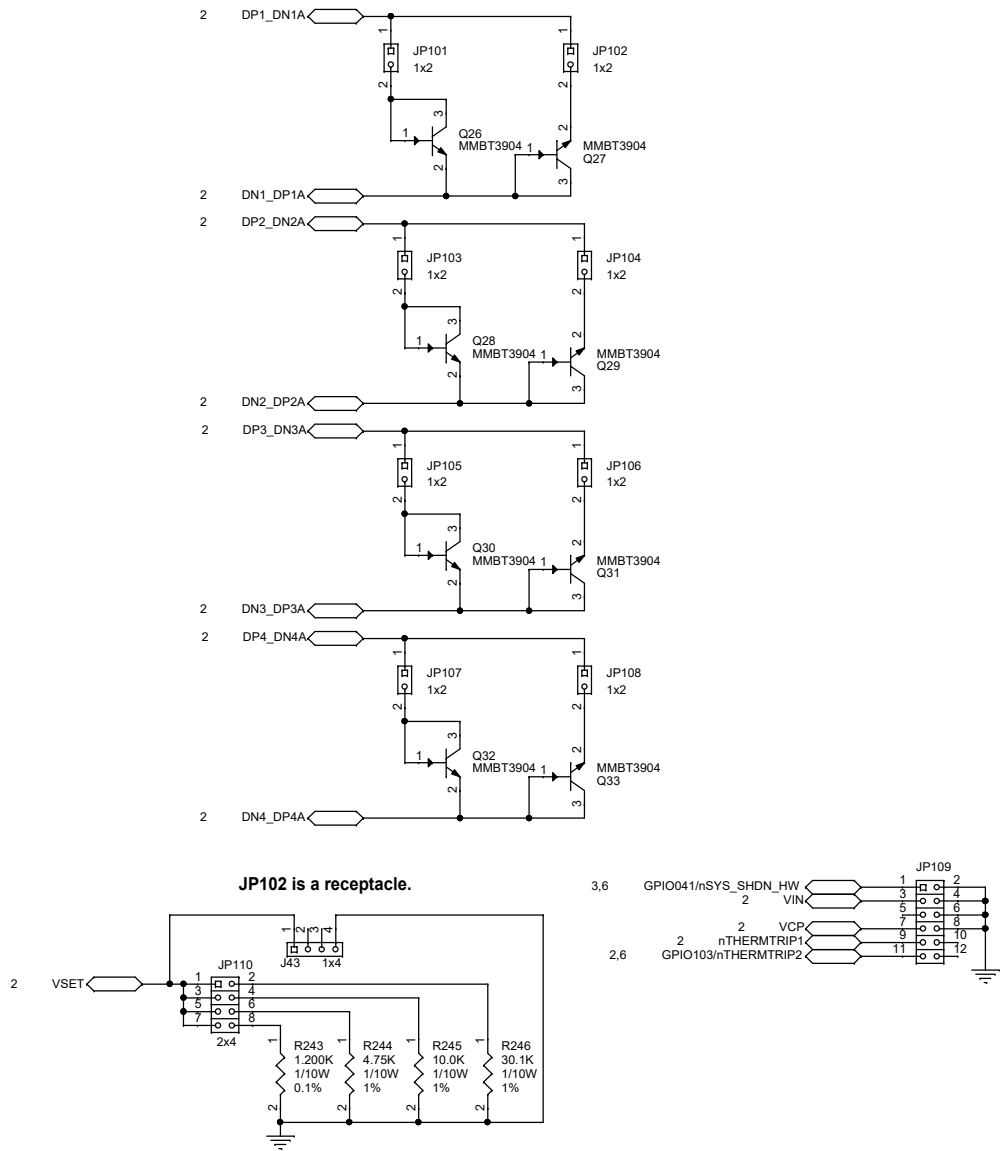 2 DP1_DN1A
1 1
JP101 JP102
1x2 1x2
2 2
3 2
1 Q26 1 MMBT3904
MMBT3904 Q27
2 3
2 DN1_DP1A
2 DP2_DN2A
1 1
JP103 JP104
1x2 1x2
2 2
3 2
1 Q28 1 MMBT3904
MMBT3904 Q29
2 3
2 DN2_DP2A
2 DP3_DN3A
1 1
JP105 JP106
1x2 1x2
2 2
3 2
1 Q30 1 MMBT3904
MMBT3904 Q31
2 3
2 DN3_DP3A
2 DP4_DN4A
1 1
JP107 JP108
1x2 1x2
2 2
3 2
1 Q32 1 MMBT3904
MMBT3904 Q33
2 3
2 DN4_DP4A
JP102 is a receptacle.
1 2 3 4
J43 1x4
JP110
2 VSET
1 2
3 4
5 6
7 8
2x4
1 1 1 1
R243 R244 R245 R246
1.200K 4.75K 10.0K 30.1K
1/10W 1/10W 1/10W 1/10W
0.1% 1% 1% 1%
2 2 2 2
JP109
3,6 GPIO041/nSYS_SHDN_HW 1 2
2 VIN 3 4
5 6
2 VCP 7 8
2 nTHERMTRIP1 9 10
2,6 GPIO103/nTHERMTRIP2 11 12